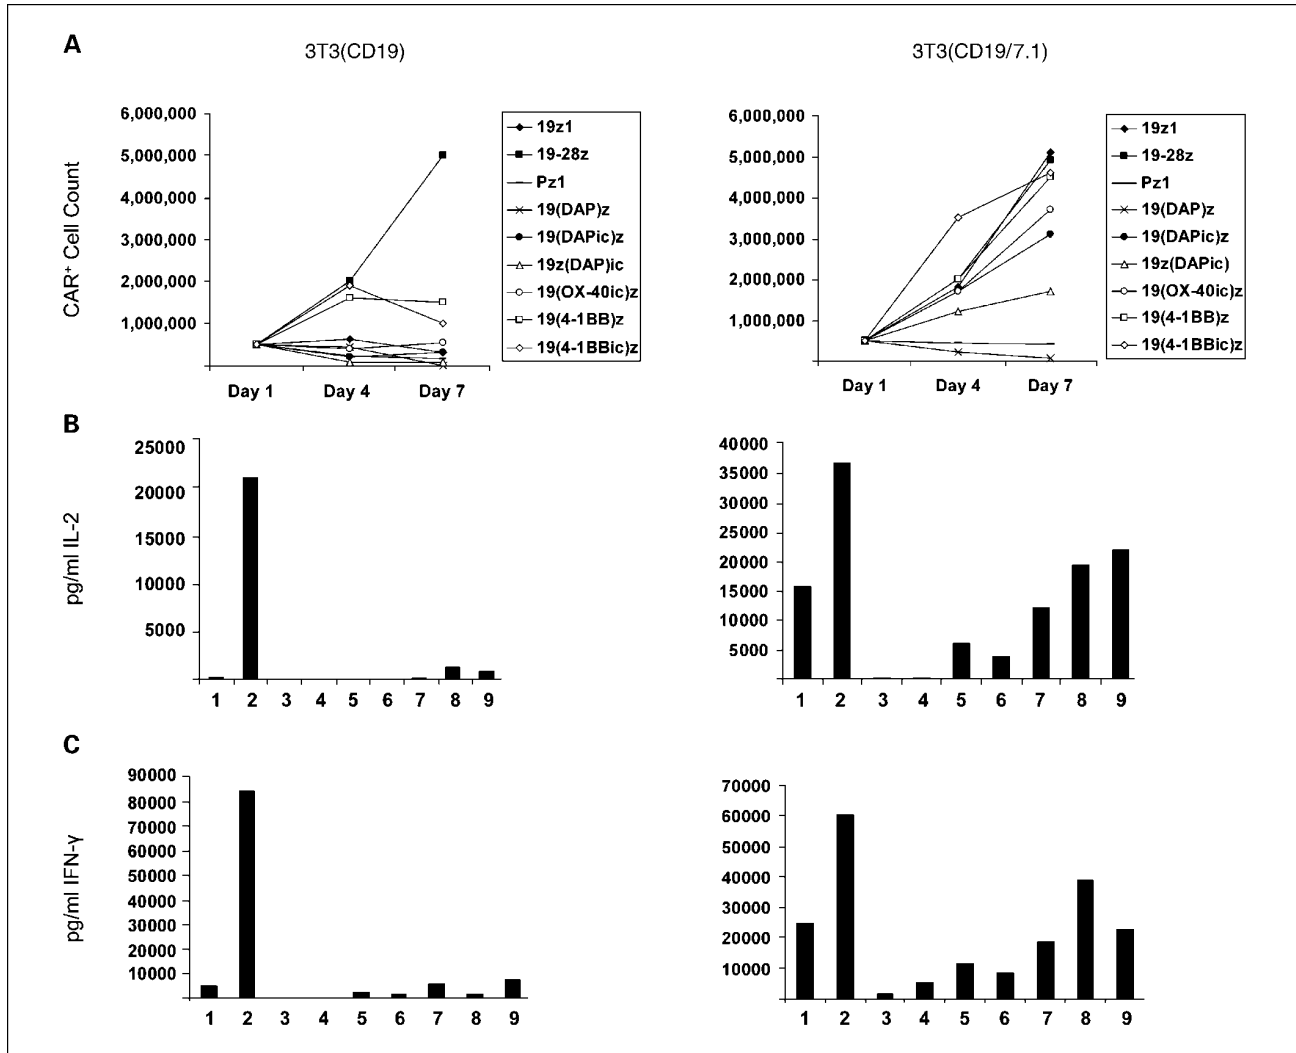 A
3T3(CD19)
3T3(CD19/7.1)
CAR+ Cell Count
6,000,000
5,000,000
4,000,000
3,000,000
2,000,000
1,000,000
Day 1
Day 4
Day 7
19z1
19-28z
Pz1
19(DAP)z
19(DAPic)z
19z(DAP)ic
19(OX-40ic)z
19(4-1BB)z
19(4-1BBic)z
6,000,000
5,000,000
4,000,000
3,000,000
2,000,000
1,000,000
Day 1
Day 4
Day 7
19z1
19-28z
Pz1
19(DAP)z
19(DAPic)z
19z(DAPic)
19(OX-40ic)z
19(4-1BB)z
19(4-1BBic)z
B
pg/ml IL-2
25000
20000
15000
10000
5000
1 2 3 4 5 6 7 8 9
40000
35000
30000
25000
20000
15000
10000
5000
1 2 3 4 5 6 7 8 9
C
pg/ml IFN-γ
90000
80000
70000
60000
50000
40000
30000
20000
10000
1 2 3 4 5 6 7 8 9
70000
60000
50000
40000
30000
20000
10000
1 2 3 4 5 6 7 8 9